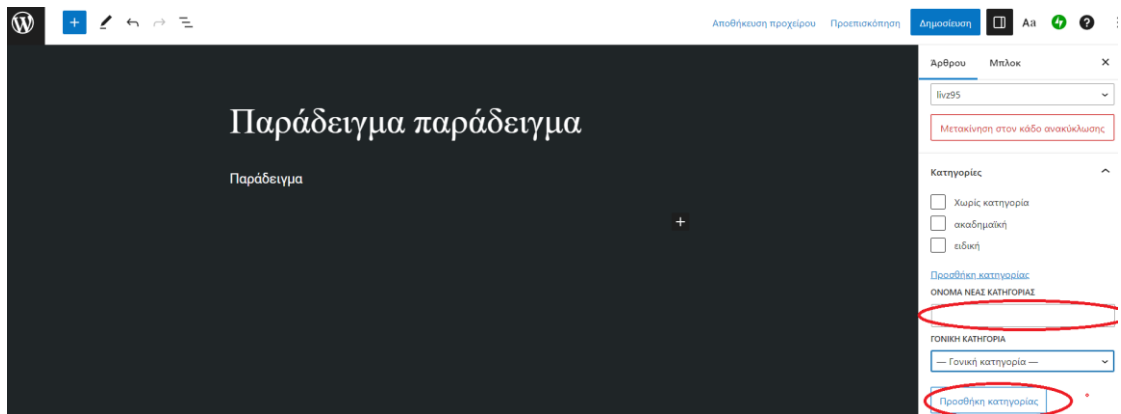 Αποθήκευση προχείρου Προεπισκόπηση Δημοσίευση Aa ?
Άρθρου Μπλοκ
livz95
Παράδειγμα παράδειγμα
Μετακίνηση στον κάδο ανακύκλωσης
Παράδειγμα
Κατηγορίες
Χωρίς κατηγορία
ακαδημαϊκή
ειδική
Προσθήκη κατηγορίας
ΟΝΟΜΑ ΝΕΑΣ ΚΑΤΗΓΟΡΙΑΣ
ΓΟΝΙΚΗ ΚΑΤΗΓΟΡΙΑ
— Γονική κατηγορία —
Προσθήκη κατηγορίας